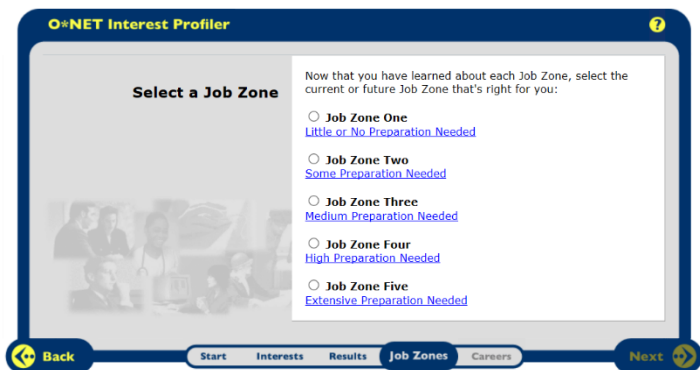 O*NET Interest Profiler
?
Select a Job Zone
Now that you have learned about each Job Zone, select the
current or future Job Zone that's right for you:
Job Zone One
Little or No Preparation Needed
Job Zone Two
Some Preparation Needed
Job Zone Three
Medium Preparation Needed
Job Zone Four
High Preparation Needed
Job Zone Five
Extensive Preparation Needed
Back
Start Interests Results Job Zones Careers
Next